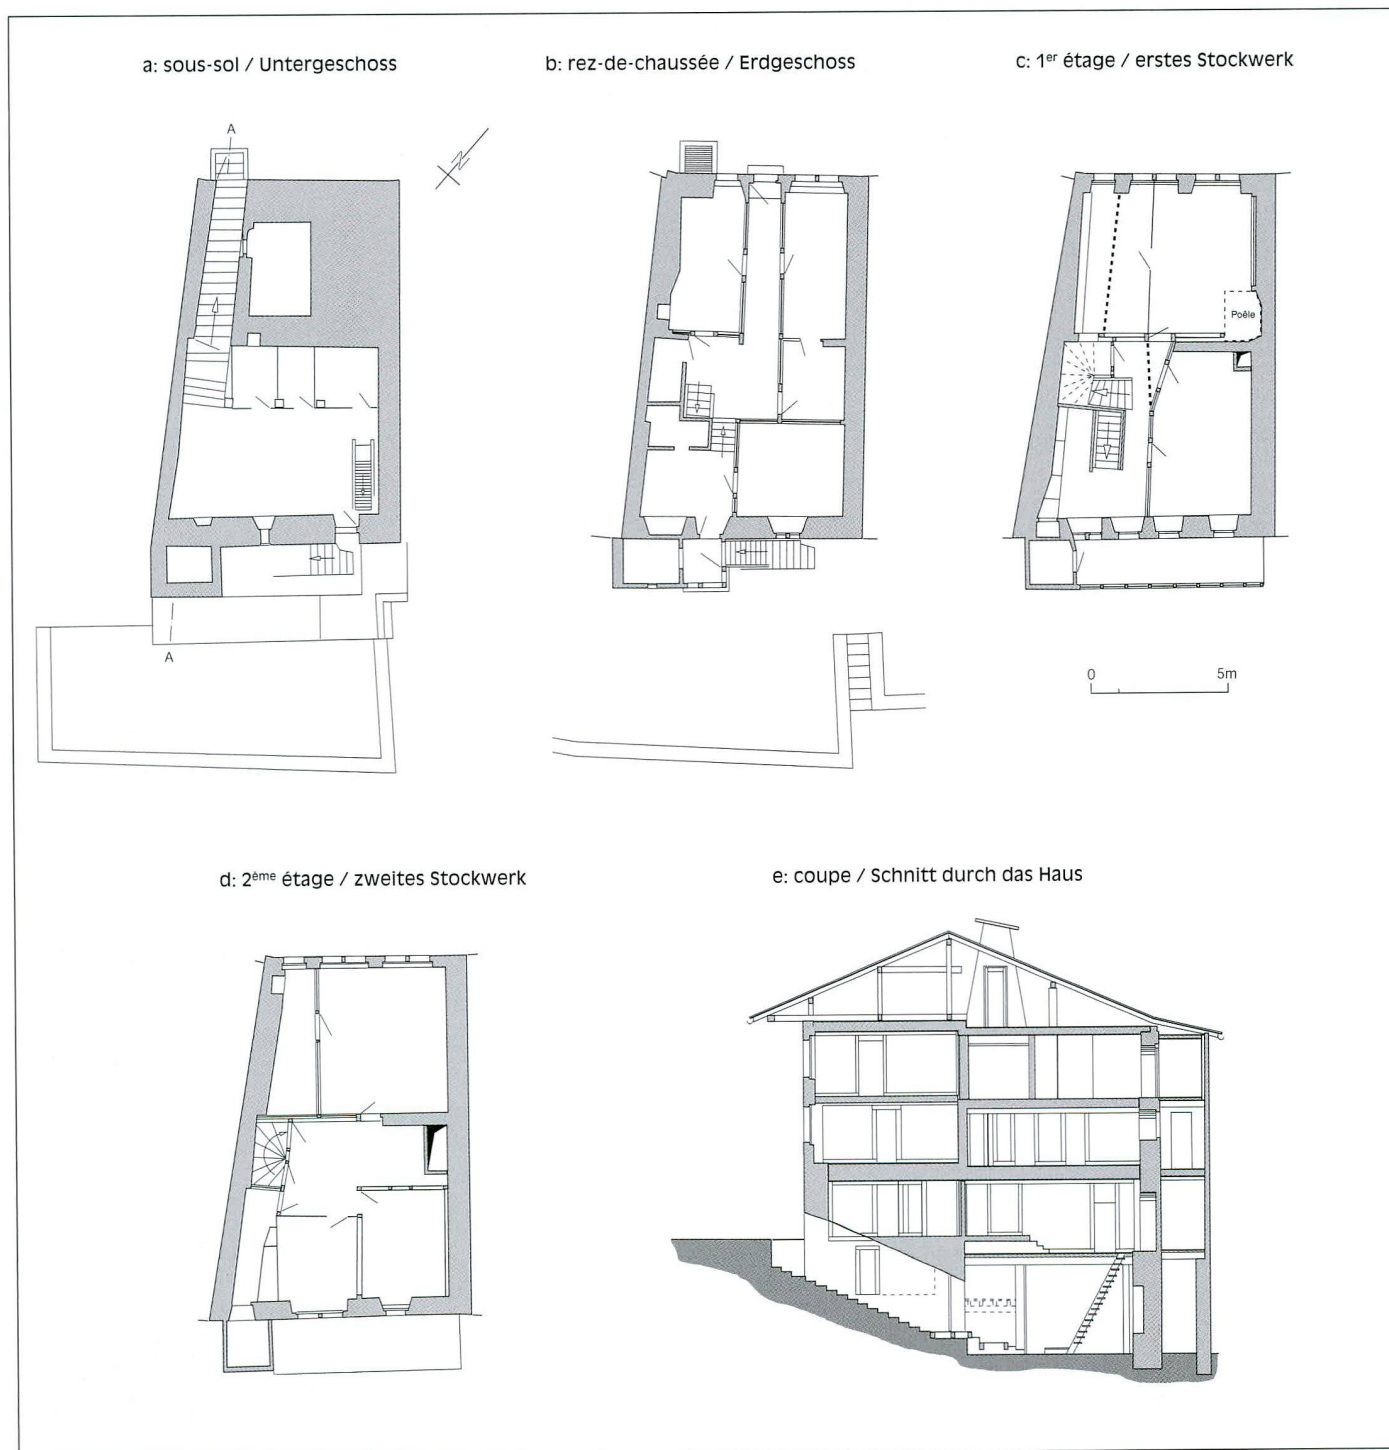 a: sous-sol / Untergeschoss
b: rez-de-chaussée / Erdgeschoss
c: 1er étage / erstes Stockwerk
A
N
Poêle
A
0 5m
d: 2ème étage / zweites Stockwerk
e: coupe / Schnitt durch das Haus